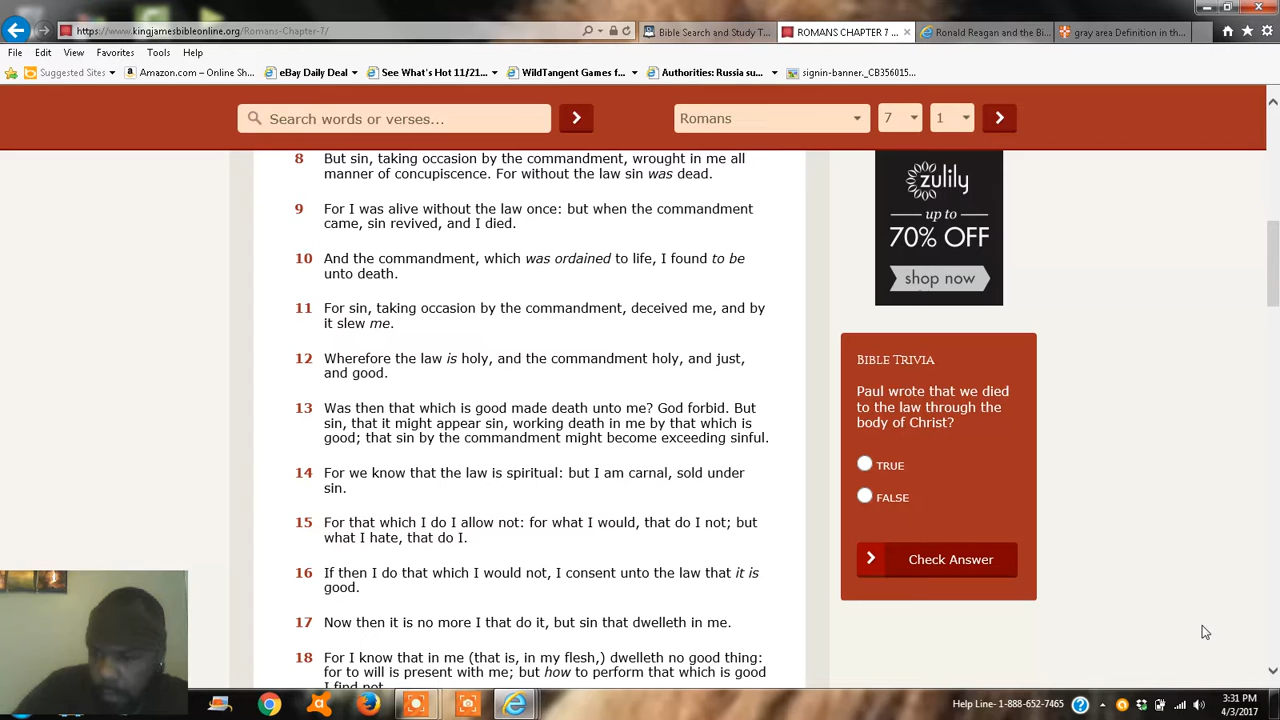 https://www.kingjamesbibleonline.org/Romans-Chapter-7/
Bible Search and Study T...
ROMANS CHAPTER 7 ...
Ronald Reagan and the Bi...
gray area Definition in th...
File Edit View Favorites Tools Help
Suggested Sites
Amazon.com – Online Sh...
eBay Daily Deal
See What's Hot 11/21...
WildTangent Games f...
Authorities: Russia su...
signin-banner._CB356015...
Search words or verses...
Romans
7
1
8 But sin, taking occasion by the commandment, wrought in me all
manner of concupiscence. For without the law sin was dead.
9 For I was alive without the law once: but when the commandment
came, sin revived, and I died.
10 And the commandment, which was ordained to life, I found to be
unto death.
11 For sin, taking occasion by the commandment, deceived me, and by
it slew me.
12 Wherefore the law is holy, and the commandment holy, and just,
and good.
13 Was then that which is good made death unto me? God forbid. But
sin, that it might appear sin, working death in me by that which is
good; that sin by the commandment might become exceeding sinful.
14 For we know that the law is spiritual: but I am carnal, sold under
sin.
15 For that which I do I allow not: for what I would, that do I not; but
what I hate, that do I.
16 If then I do that which I would not, I consent unto the law that it is
good.
17 Now then it is no more I that do it, but sin that dwelleth in me.
18 For I know that in me (that is, in my flesh,) dwelleth no good thing:
for to will is present with me; but how to perform that which is good
I find not.
zulily
up to
70% OFF
shop now
BIBLE TRIVIA
Paul wrote that we died
to the law through the
body of Christ?
TRUE
FALSE
Check Answer
Help Line- 1-888-652-7465
3:31 PM
4/3/2017